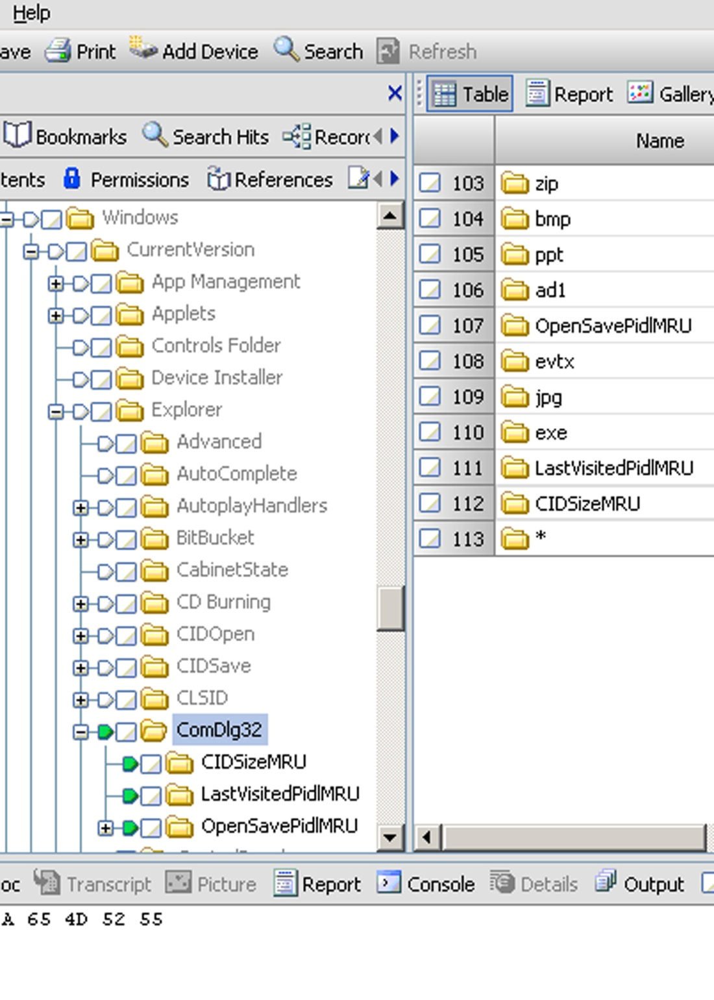 Help
ave Print Add Device Search Refresh
Table Report Gallery
Bookmarks Search Hits Recor
Name
tents Permissions References
Windows
CurrentVersion
App Management
Applets
Controls Folder
Device Installer
Explorer
Advanced
AutoComplete
AutoplayHandlers
BitBucket
CabinetState
CD Burning
CIDOpen
CIDSave
CLSID
ComDlg32
CIDSizeMRU
LastVisitedPidlMRU
OpenSavePidlMRU
103 zip
104 bmp
105 ppt
106 ad1
107 OpenSavePidlMRU
108 evtx
109 jpg
110 exe
111 LastVisitedPidlMRU
112 CIDSizeMRU
113 *
oc Transcript Picture Report Console Details Output
A 65 4D 52 55